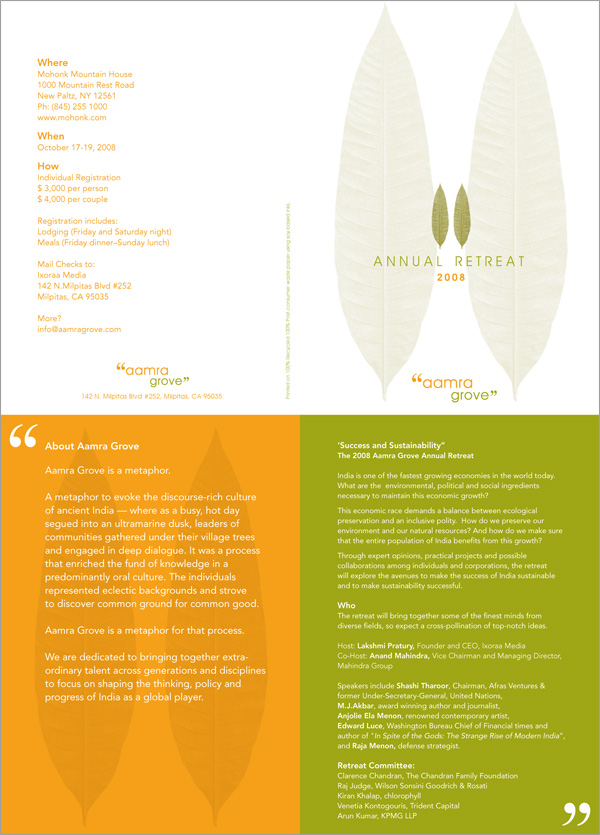 Where
Mohonk Mountain House
1000 Mountain Rest Road
New Paltz, NY 12561
Ph: (845) 255 1000
www.mohonk.com
When
October 17-19, 2008
How
Individual Registration
$ 3,000 per person
$ 4,000 per couple
Registration includes:
Lodging (Friday and Saturday night)
Meals (Friday dinner–Sunday lunch)
Mail Checks to:
Ixoraa Media
142 N.Milpitas Blvd #252
Milpitas, CA 95035
More?
info@aamragrove.com
“aamra
grove”
142 N. Milpitas Blvd #252, Milpitas, CA 95035
Printed on 100% Recycled 100% Post consumer waste paper using eco friendly inks.
ANNUAL RETREAT
2008
“aamra
grove”
“
About Aamra Grove
Aamra Grove is a metaphor.
A metaphor to evoke the discourse-rich culture
of ancient India — where as a busy, hot day
segued into an ultramarine dusk, leaders of
communities gathered under their village trees
and engaged in deep dialogue. It was a process
that enriched the fund of knowledge in a
predominantly oral culture. The individuals
represented eclectic backgrounds and strove
to discover common ground for common good.
Aamra Grove is a metaphor for that process.
We are dedicated to bringing together extra-
ordinary talent across generations and disciplines
to focus on shaping the thinking, policy and
progress of India as a global player.
‘Success and Sustainability”
The 2008 Aamra Grove Annual Retreat
India is one of the fastest growing economies in the world today.
What are the environmental, political and social ingredients
necessary to maintain this economic growth?
This economic race demands a balance between ecological
preservation and an inclusive polity. How do we preserve our
environment and our natural resources? And how do we make sure
that the entire population of India benefits from this growth?
Through expert opinions, practical projects and possible
collaborations among individuals and corporations, the retreat
will explore the avenues to make the success of India sustainable
and to make sustainability successful.
Who
The retreat will bring together some of the finest minds from
diverse fields, so expect a cross-pollination of top-notch ideas.
Host: Lakshmi Pratury, Founder and CEO, Ixoraa Media
Co-Host: Anand Mahindra, Vice Chairman and Managing Director,
Mahindra Group
Speakers include Shashi Tharoor, Chairman, Afras Ventures &
former Under-Secretary-General, United Nations,
M.J.Akbar, award winning author and journalist,
Anjolie Ela Menon, renowned contemporary artist,
Edward Luce, Washington Bureau Chief of Financial times and
author of “In Spite of the Gods: The Strange Rise of Modern India”,
and Raja Menon, defense strategist.
Retreat Committee:
Clarence Chandran, The Chandran Family Foundation
Raj Judge, Wilson Sonsini Goodrich & Rosati
Kiran Khalap, chlorophyll
Venetia Kontogouris, Trident Capital
Arun Kumar, KPMG LLP
”